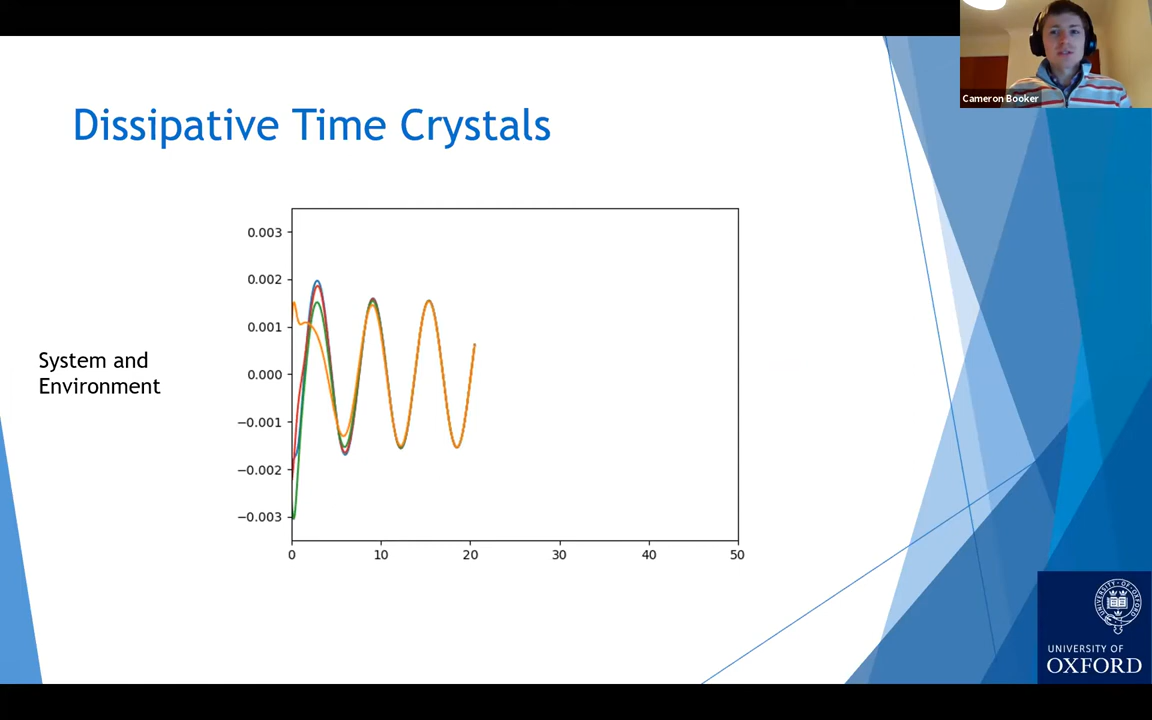 Cameron Booker
Dissipative Time Crystals
0.003
0.002
0.001
0.000
−0.001
−0.002
−0.003
0 10 20 30 40 50
System and
Environment
UNIVERSITY OF
OXFORD